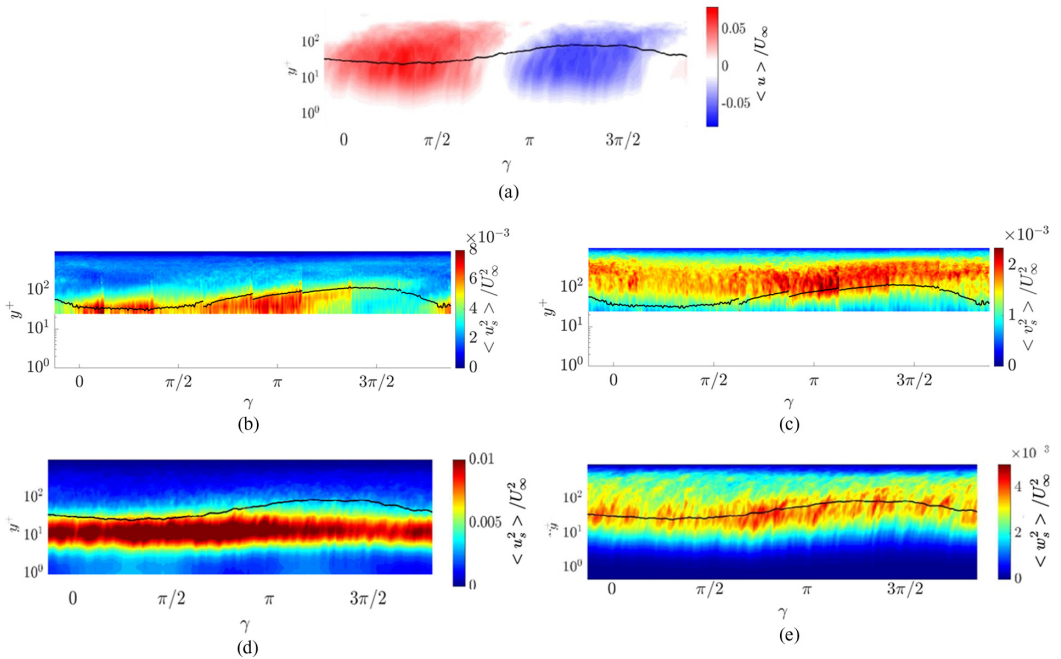 10²
10¹
10⁰
y⁺
0 π/2 π 3π/2
γ
0.05
0
-0.05
< u > /U∞
(a)
10²
10¹
10⁰
y⁺
0 π/2 π 3π/2
γ
×10⁻³
8
6
4
2
0
< u²ₛ > /U²∞
(b)
10²
10¹
10⁰
y⁺
0 π/2 π 3π/2
γ
×10⁻³
2
1
0
< v²ₛ > /U²∞
(c)
10²
10¹
10⁰
y⁺
0 π/2 π 3π/2
γ
0.01
0.005
0
< u²ₛ > /U²∞
(d)
10²
10¹
10⁰
0 π/2 π 3π/2
γ
×10 ³
4
2
0
< w²ₛ > /U²∞
(e)